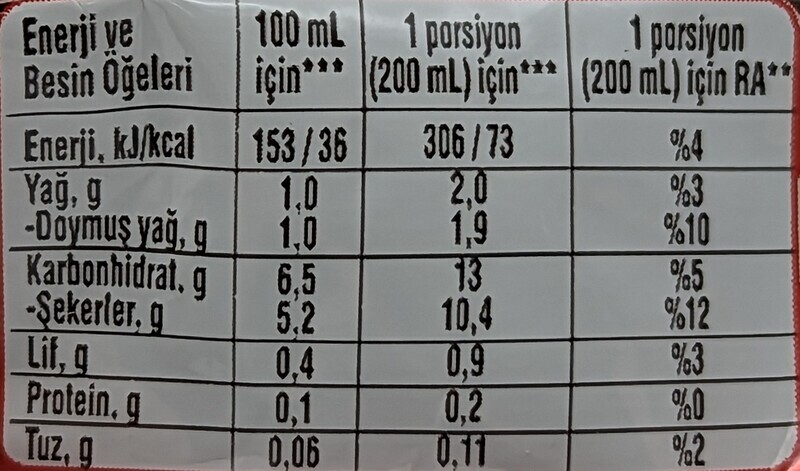 Enerji ve Besin Öğeleri 100 mL için*** 1 porsiyon (200 mL) için*** 1 porsiyon (200 mL) için RA**
Enerji, kJ/kcal 153/36 306/73 %4
Yağ, g 1,0 2,0 %3
-Doymuş yağ, g 1,0 1,9 %10
Karbonhidrat, g 6,5 13 %5
-Şekerler, g 5,2 10,4 %12
Lif, g 0,4 0,9 %3
Protein, g 0,1 0,2 %0
Tuz, g 0,06 0,11 %2